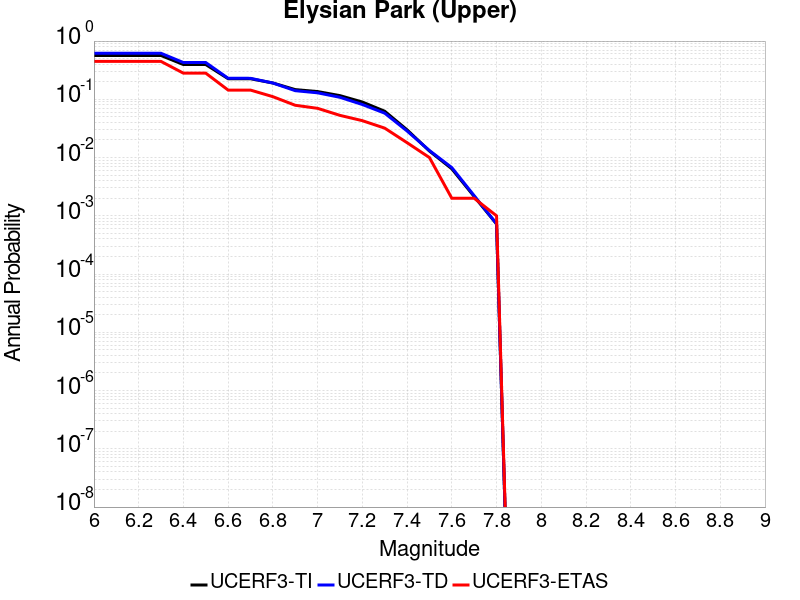 Elysian Park (Upper)
10^0
10^-1
10^-2
10^-3
10^-4
10^-5
10^-6
10^-7
10^-8
Annual Probability
6 6.2 6.4 6.6 6.8 7 7.2 7.4 7.6 7.8 8 8.2 8.4 8.6 8.8 9
Magnitude
UCERF3-TI UCERF3-TD UCERF3-ETAS